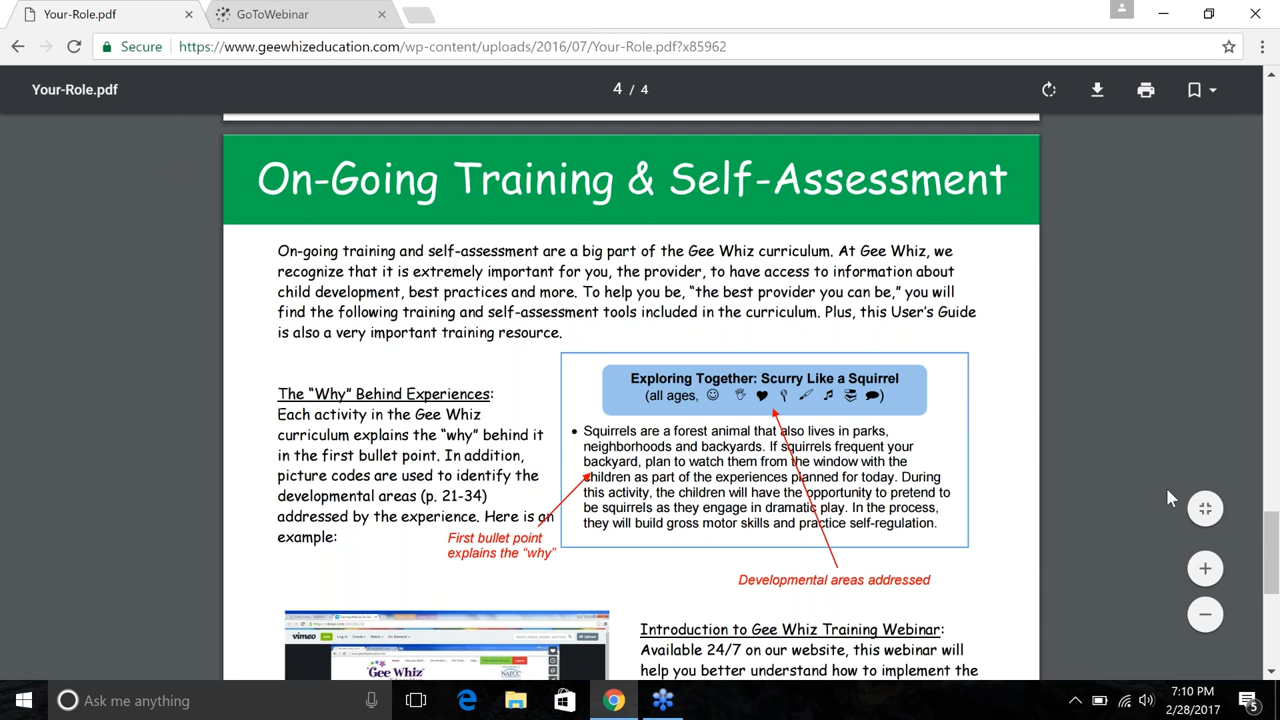 Your-Role.pdf
GoToWebinar
Secure
https://www.geewhizeducation.com/wp-content/uploads/2016/07/Your-Role.pdf?x85962
Your-Role.pdf
4 / 4
On-Going Training & Self-Assessment
On-going training and self-assessment are a big part of the Gee Whiz curriculum. At Gee Whiz, we
recognize that it is extremely important for you, the provider, to have access to information about
child development, best practices and more. To help you be, “the best provider you can be,” you will
find the following training and self-assessment tools included in the curriculum. Plus, this User’s Guide
is also a very important training resource.
The “Why” Behind Experiences:
Each activity in the Gee Whiz
curriculum explains the “why” behind it
in the first bullet point. In addition,
picture codes are used to identify the
developmental areas (p. 21-34)
addressed by the experience. Here is an
example:
Exploring Together: Scurry Like a Squirrel
(all ages, )
• Squirrels are a forest animal that also lives in parks,
neighborhoods and backyards. If squirrels frequent your
backyard, plan to watch them from the window with the
children as part of the experiences planned for today. During
this activity, the children will have the opportunity to pretend to
be squirrels as they engage in dramatic play. In the process,
they will build gross motor skills and practice self-regulation.
First bullet point
explains the “why”
Developmental areas addressed
vimeo
Gee Whiz
Introduction to Gee Whiz Training Webinar:
Available 24/7 on our website, this webinar will
help you better understand how to implement the
Ask me anything
7:10 PM
2/28/2017
5